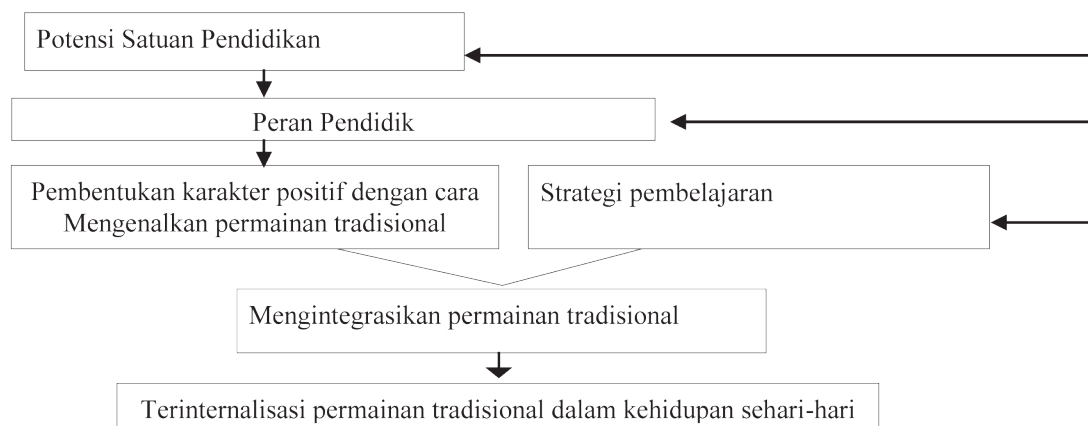 Potensi Satuan Pendidikan
Peran Pendidik
Pembentukan karakter positif dengan cara
Mengenalkan permainan tradisional
Strategi pembelajaran
Mengintegrasikan permainan tradisional
Terinternalisasi permainan tradisional dalam kehidupan sehari-hari